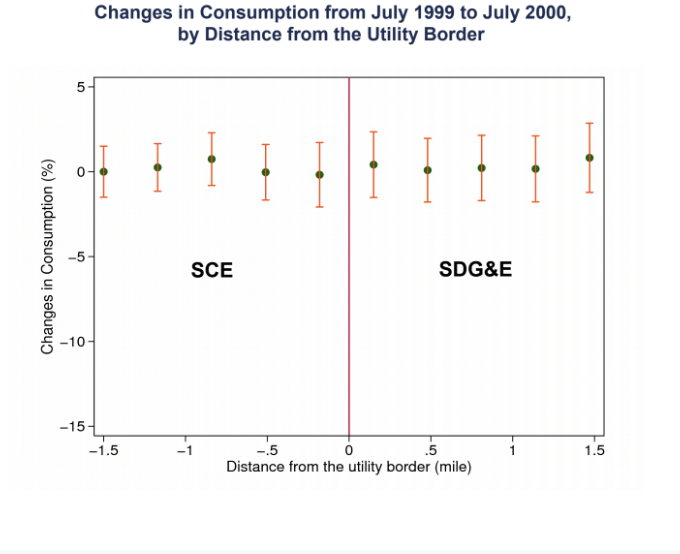 Changes in Consumption from July 1999 to July 2000,
by Distance from the Utility Border
Changes in Consumption (%)
5
0
−5
−10
−15
SCE
SDG&E
−1.5
−1
−.5
0
.5
1
1.5
Distance from the utility border (mile)